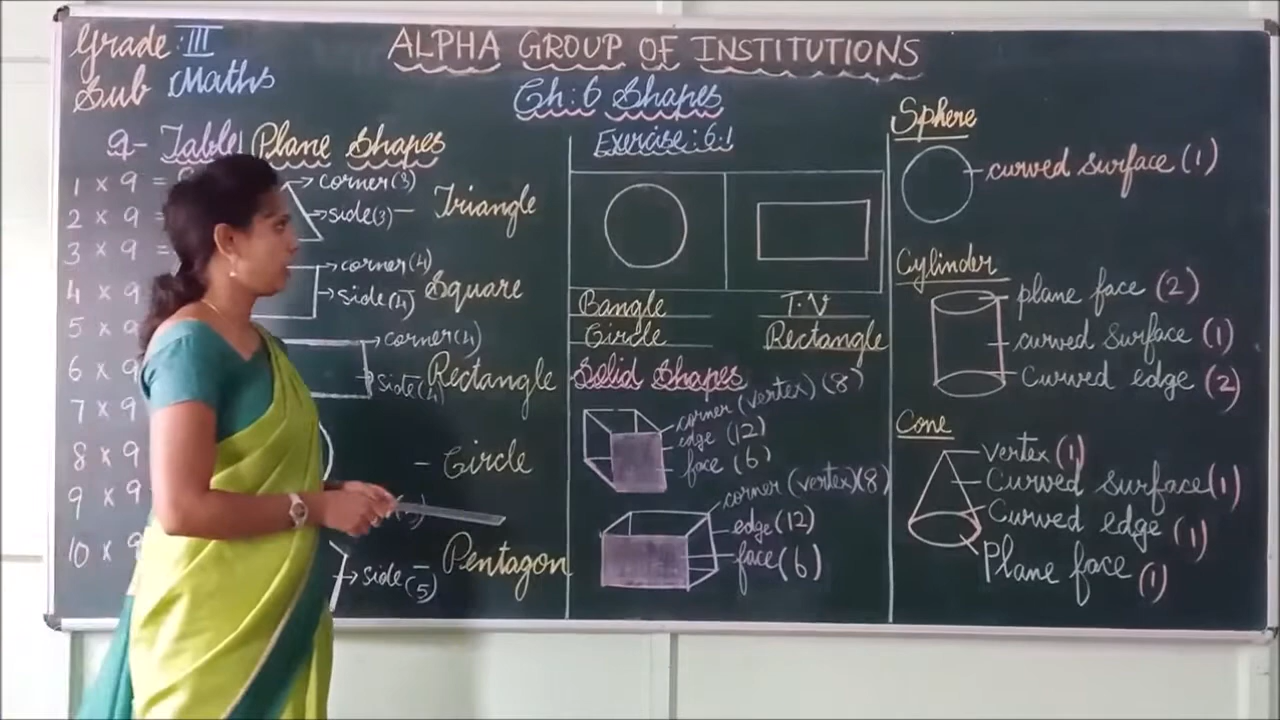 Grade: III
Sub Maths
ALPHA GROUP OF INSTITUTIONS
Ch:6 Shapes
9- Table
1 x 9 =
2 x 9 =
3 x 9 =
4 x 9
5 x 9
6 x 9
7 x 9
8 x 9
9 x 9
10 x 9
Plane Shapes
corner(3)
side(3) — Triangle
corner(4)
side(4) Square
corner(4)
side(4) Rectangle
- Circle
side(5) - Pentagon
Exercise: 6.1
Bangle
T.V
Circle
Rectangle
Solid Shapes
corner (vertex) (8)
edge (12)
face (6)
corner (vertex) (8)
edge (12)
face (6)
Sphere
curved surface (1)
Cylinder
plane face (2)
curved surface (1)
Curved edge (2)
Cone
vertex (1)
Curved surface (1)
Curved edge (1)
Plane face (1)